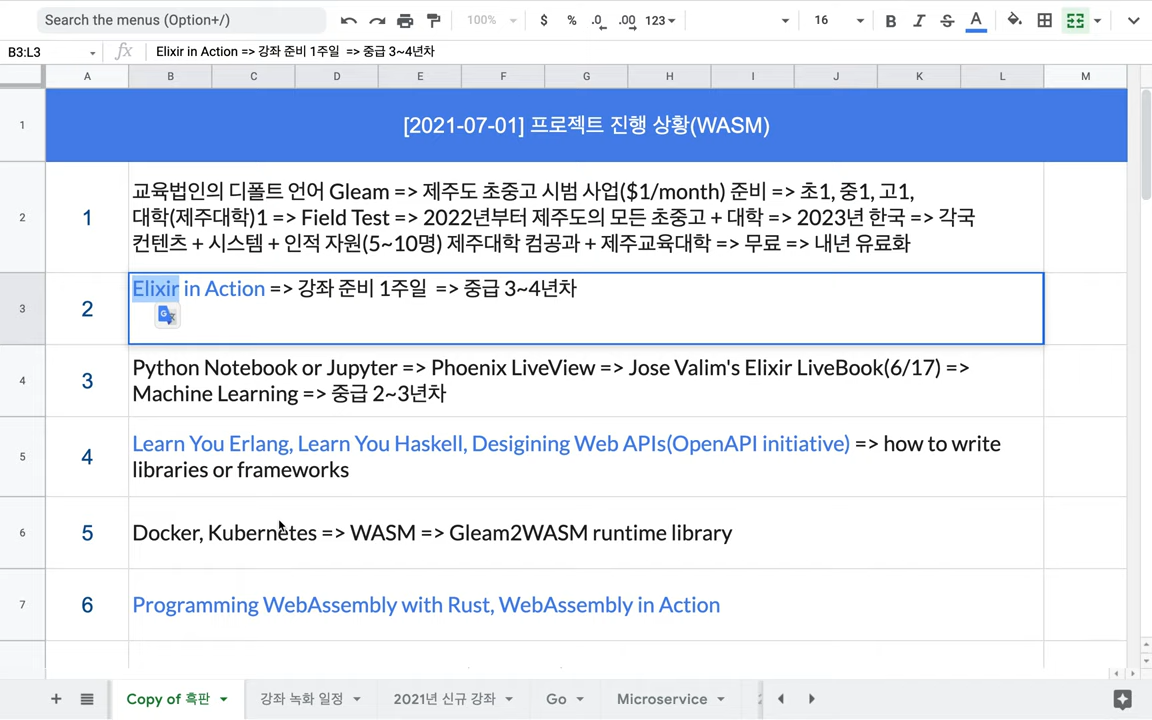 Search the menus (Option+/)
100%
$ % .0 .00 123
16
B I S A
B3:L3
fx
Elixir in Action => 강좌 준비 1주일 => 중급 3~4년차
A B C D E F G H I J K L M
1
[2021-07-01] 프로젝트 진행 상황(WASM)
2
1
교육법인의 디폴트 언어 Gleam => 제주도 초중고 시범 사업($1/month) 준비 => 초1, 중1, 고1,
대학(제주대학)1 => Field Test => 2022년부터 제주도의 모든 초중고 + 대학 => 2023년 한국 => 각국
컨텐츠 + 시스템 + 인적 자원(5~10명) 제주대학 컴공과 + 제주교육대학 => 무료 => 내년 유료화
3
2
Elixir in Action => 강좌 준비 1주일 => 중급 3~4년차
4
3
Python Notebook or Jupyter => Phoenix LiveView => Jose Valim's Elixir LiveBook(6/17) =>
Machine Learning => 중급 2~3년차
5
4
Learn You Erlang, Learn You Haskell, Desigining Web APIs(OpenAPI initiative) => how to write
libraries or frameworks
6
5
Docker, Kubernetes => WASM => Gleam2WASM runtime library
7
6
Programming WebAssembly with Rust, WebAssembly in Action
Copy of 흑판
강좌 녹화 일정
2021년 신규 강좌
Go
Microservice